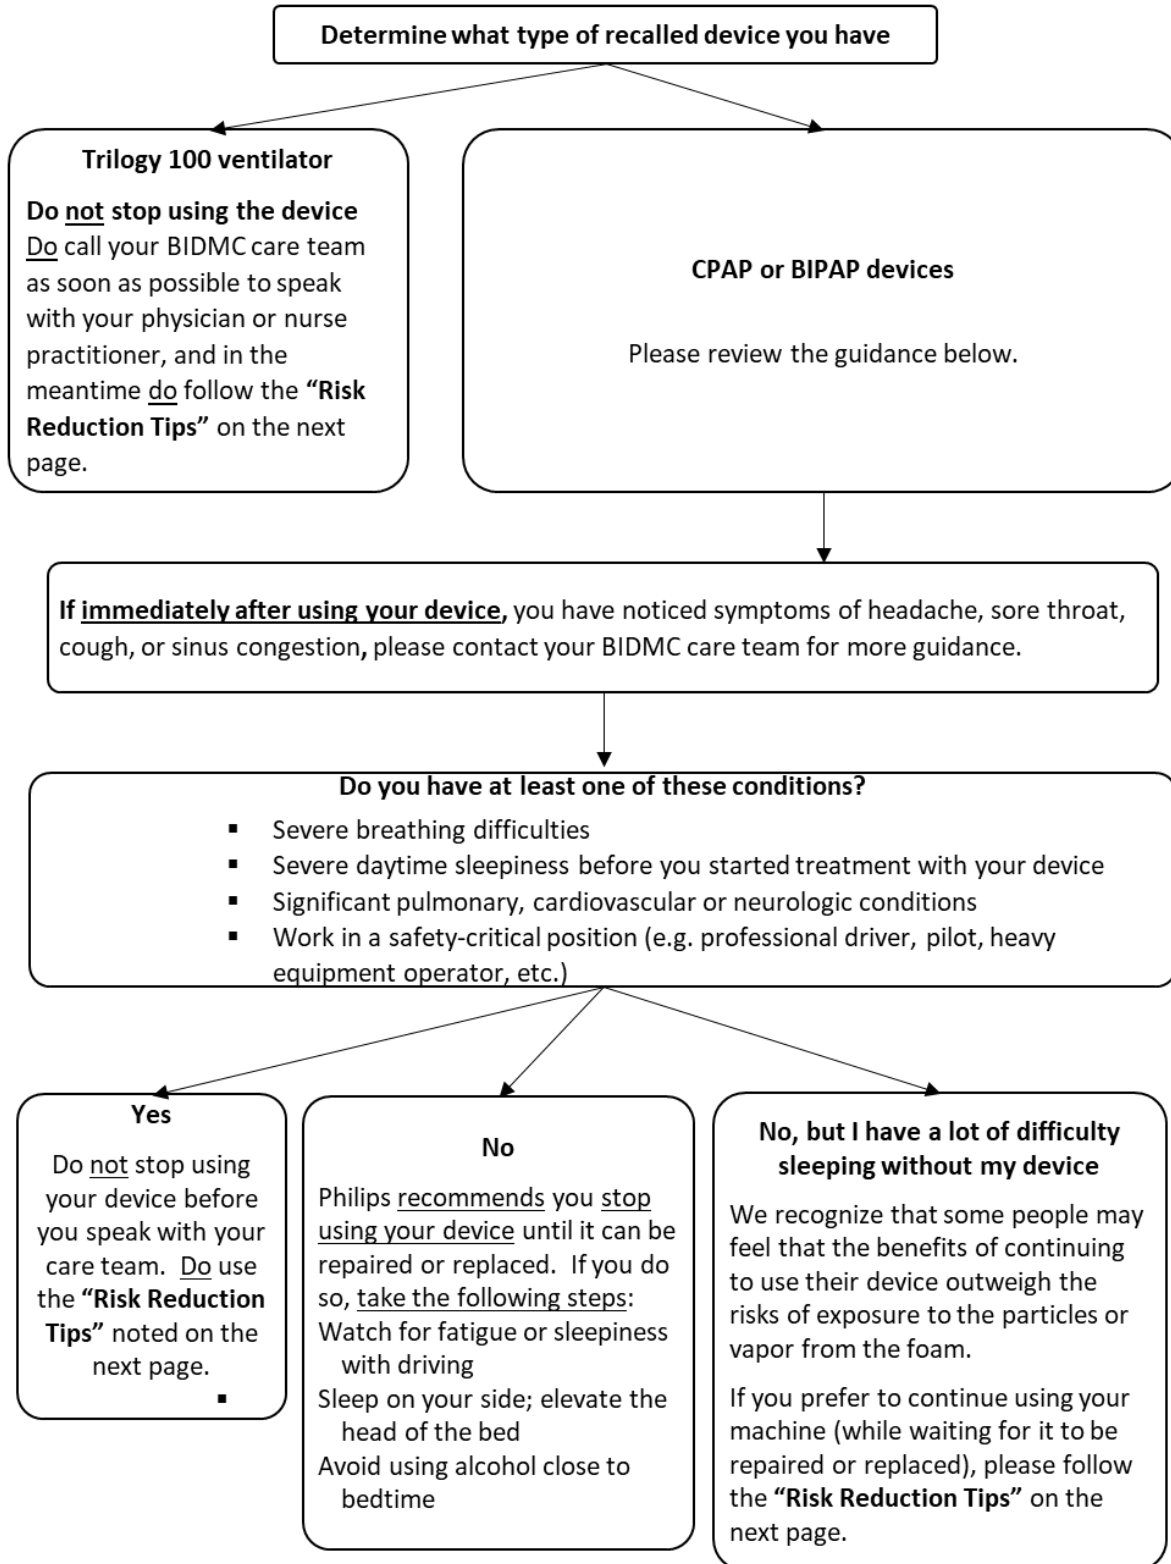 Determine what type of recalled device you have
Trilogy 100 ventilator
Do not stop using the device
Do call your BIDMC care team
as soon as possible to speak
with your physician or nurse
practitioner, and in the
meantime do follow the “Risk
Reduction Tips” on the next
page.
CPAP or BIPAP devices
Please review the guidance below.
If immediately after using your device, you have noticed symptoms of headache, sore throat,
cough, or sinus congestion, please contact your BIDMC care team for more guidance.
Do you have at least one of these conditions?
▪ Severe breathing difficulties
▪ Severe daytime sleepiness before you started treatment with your device
▪ Significant pulmonary, cardiovascular or neurologic conditions
▪ Work in a safety-critical position (e.g. professional driver, pilot, heavy
equipment operator, etc.)
Yes
Do not stop using
your device before
you speak with your
care team. Do use
the “Risk Reduction
Tips” noted on the
next page.
▪
No
Philips recommends you stop
using your device until it can be
repaired or replaced. If you do
so, take the following steps:
Watch for fatigue or sleepiness
with driving
Sleep on your side; elevate the
head of the bed
Avoid using alcohol close to
bedtime
No, but I have a lot of difficulty
sleeping without my device
We recognize that some people may
feel that the benefits of continuing
to use their device outweigh the
risks of exposure to the particles or
vapor from the foam.
If you prefer to continue using your
machine (while waiting for it to be
repaired or replaced), please follow
the “Risk Reduction Tips” on the
next page.